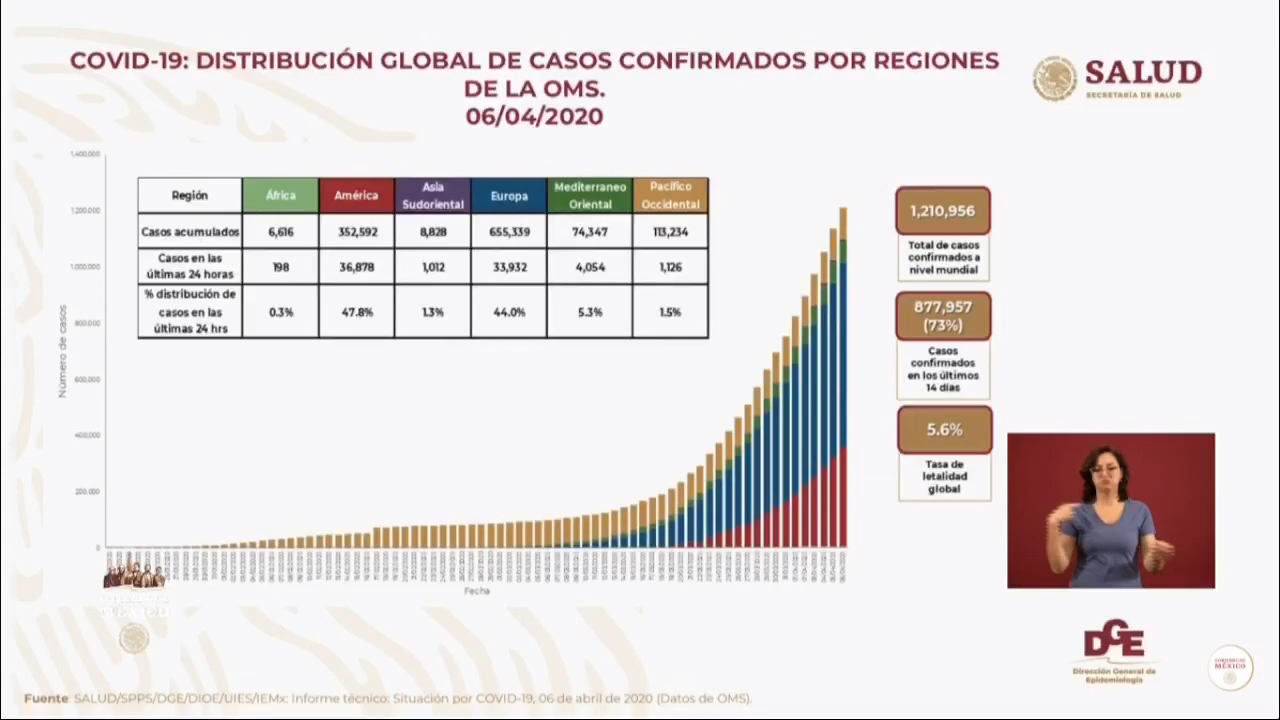 COVID-19: DISTRIBUCIÓN GLOBAL DE CASOS CONFIRMADOS POR REGIONES
DE LA OMS.
06/04/2020
SALUD
SECRETARÍA DE SALUD
1,400,000
1,200,000
1,000,000
800,000
600,000
400,000
200,000
0
Número de casos
Región África América Asia Sudoriental Europa Mediterraneo Oriental Pacífico Occidental
Casos acumulados 6,616 352,592 8,828 655,339 74,347 113,234
Casos en las últimas 24 horas 198 36,878 1,012 33,932 4,054 1,126
% distribución de casos en las últimas 24 hrs 0.3% 47.8% 1.3% 44.0% 5.3% 1.5%
1,210,956
Total de casos
confirmados a
nivel mundial
877,957
(73%)
Casos
confirmados
en los últimos
14 días
5.6%
Tasa de
letalidad
global
Fecha
MÉXICO
DGE
Dirección General de
Epidemiología
GOBIERNO DE
MÉXICO
Fuente: SALUD/SPPS/DGE/DIOE/UIES/IEMx: Informe técnico: Situación por COVID-19, 06 de abril de 2020 (Datos de OMS).